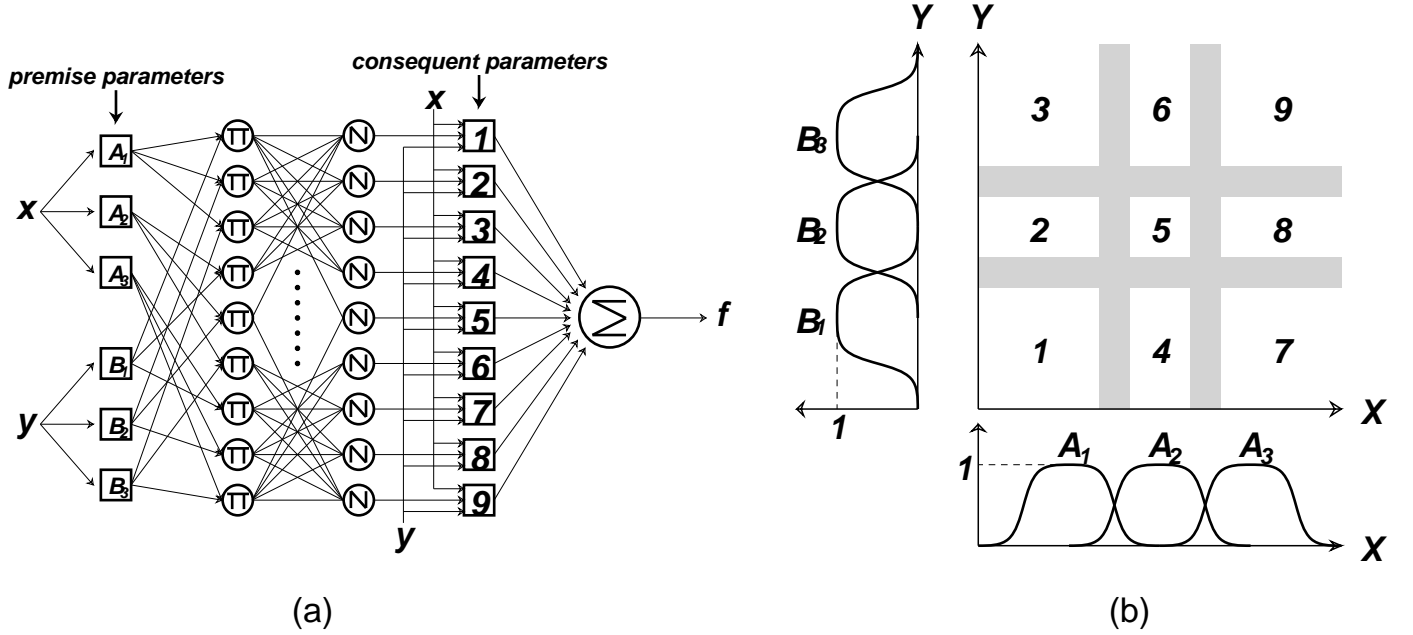 premise parameters
consequent parameters
x
x
y
A1
A2
A3
B1
B2
B3
Π
Π
Π
Π
Π
Π
Π
Π
Π
N
N
N
N
N
N
N
N
N
1
2
3
4
5
6
7
8
9
Σ
f
y
(a)
Y
B3
B2
B1
1
Y
3 6 9
2 5 8
1 4 7
X
A1 A2 A3
1
X
(b)